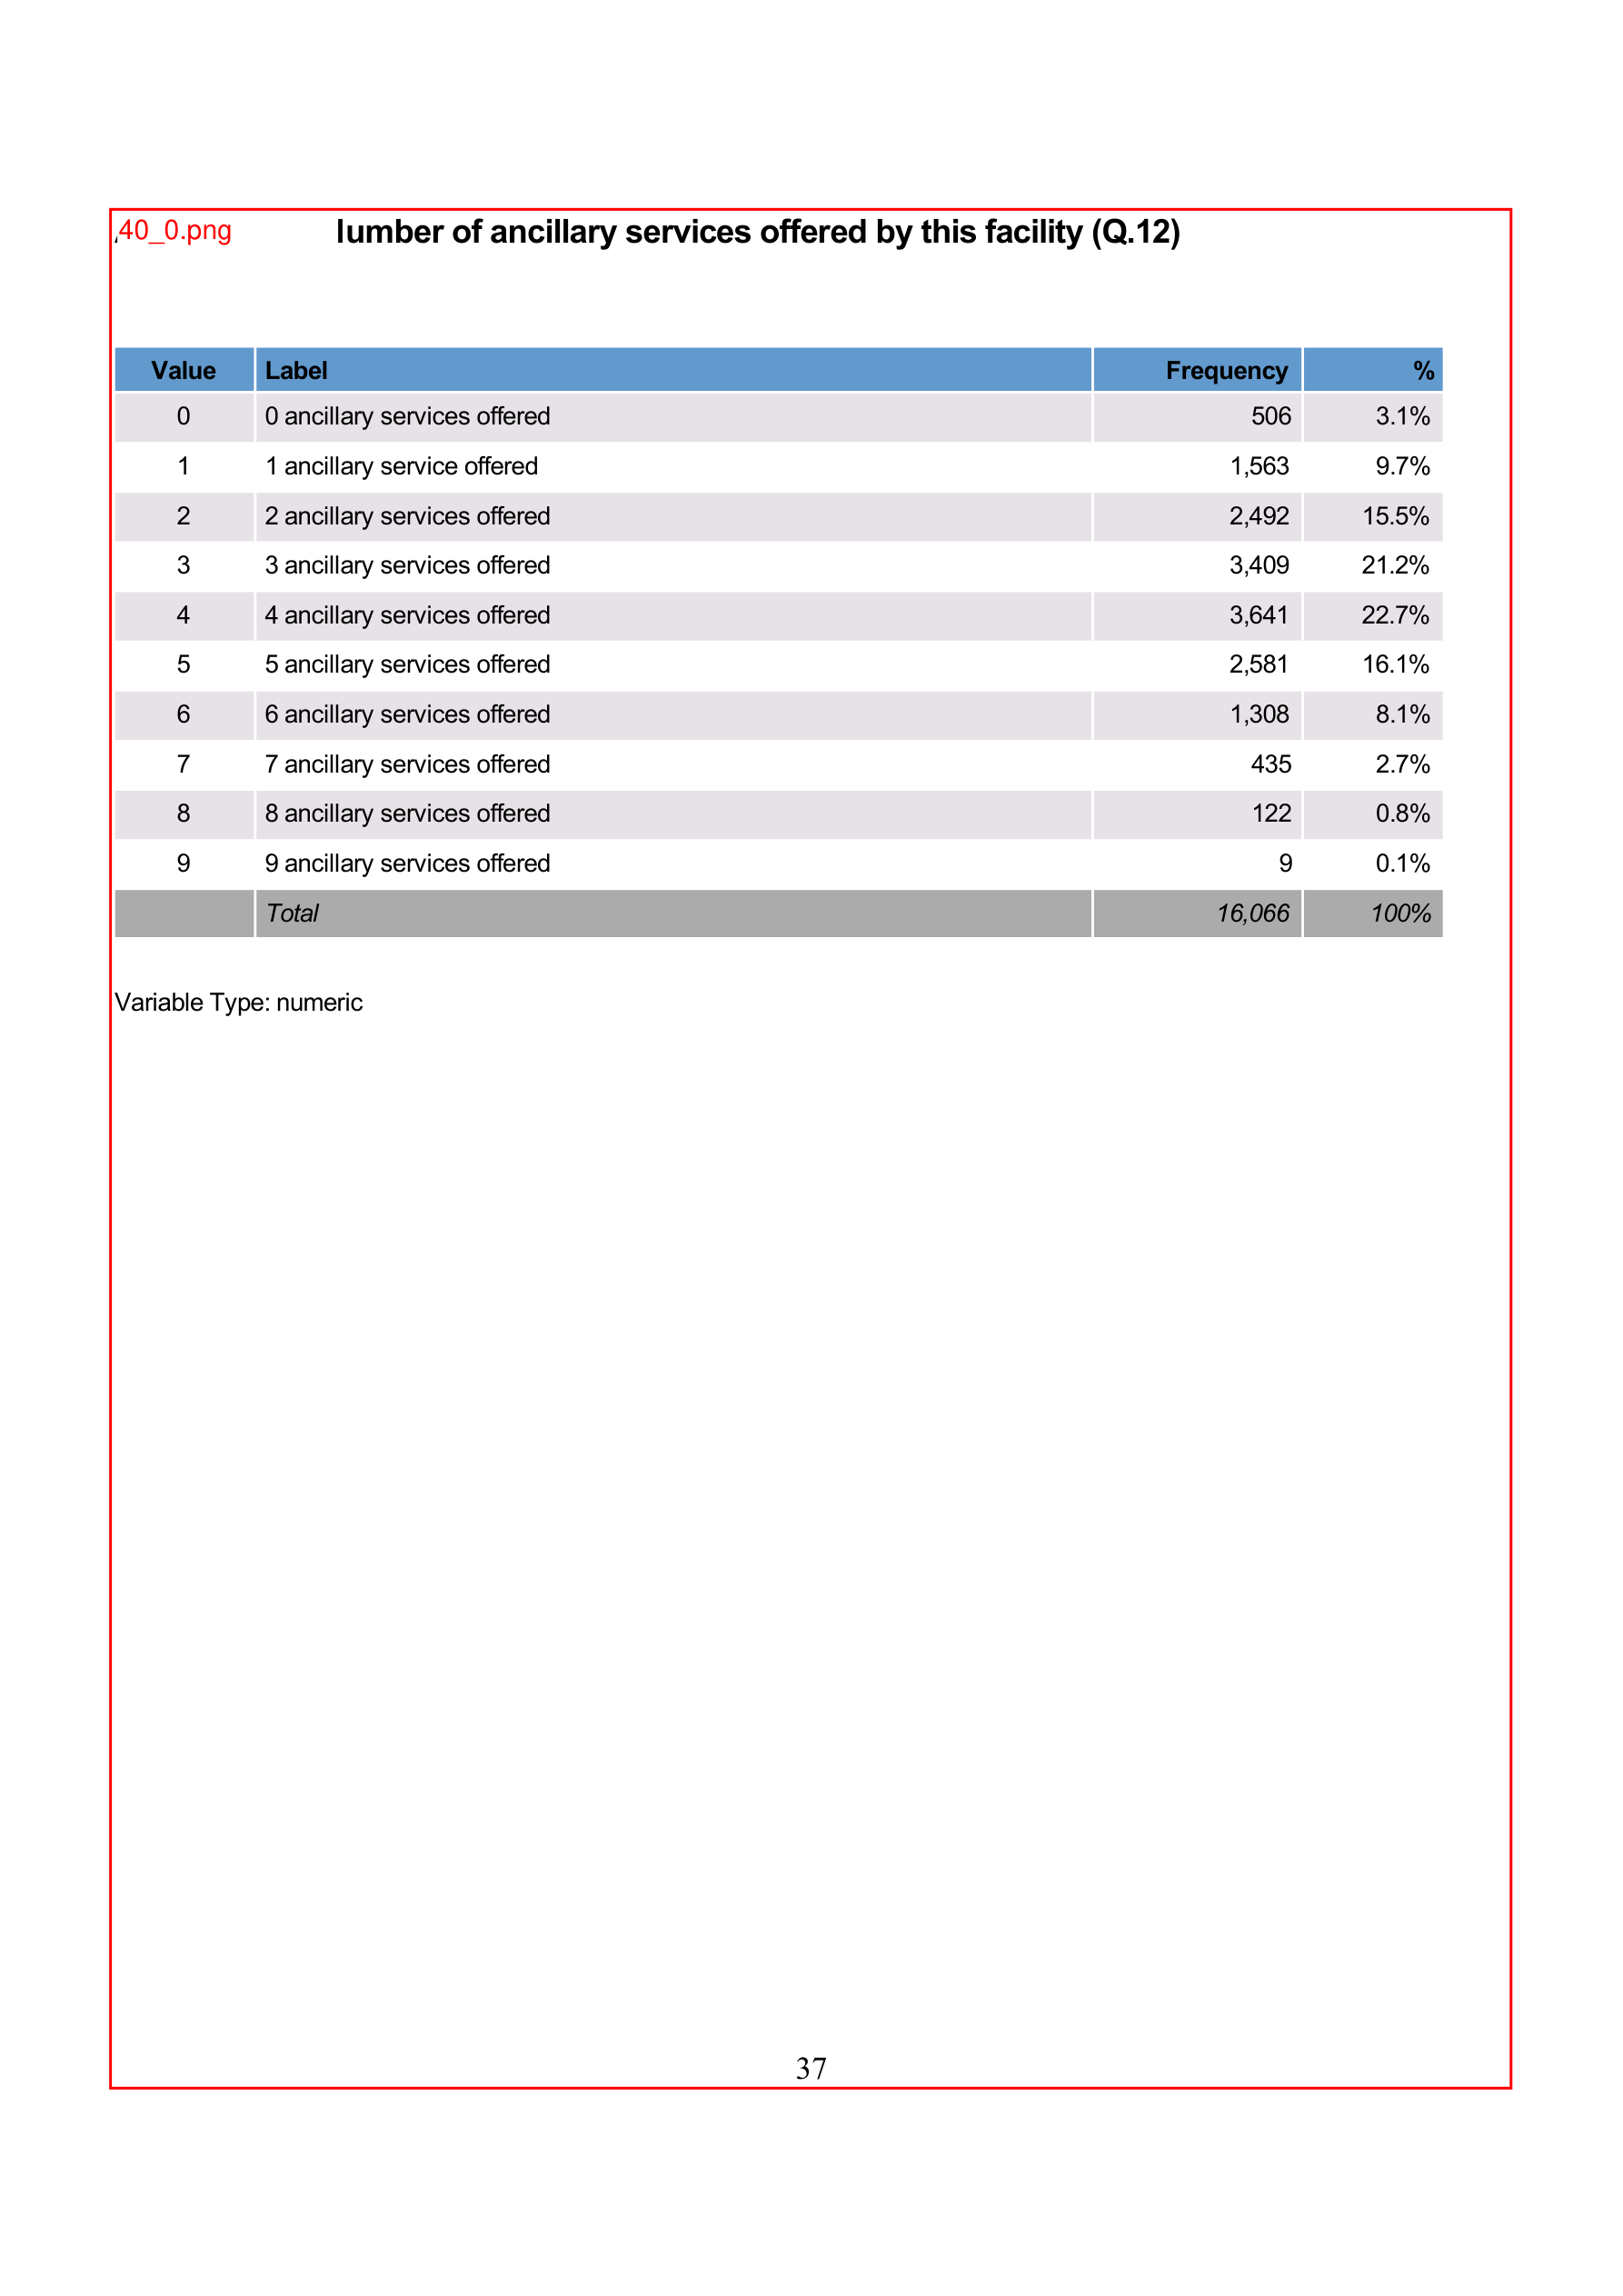 40_0.png umber of ancillary services offered by this facility (Q.12)
Value Label Frequency %
0 0 ancillary services offered 506 3.1%
1 1 ancillary service offered 1,563 9.7%
2 2 ancillary services offered 2,492 15.5%
3 3 ancillary services offered 3,409 21.2%
4 4 ancillary services offered 3,641 22.7%
5 5 ancillary services offered 2,581 16.1%
6 6 ancillary services offered 1,308 8.1%
7 7 ancillary services offered 435 2.7%
8 8 ancillary services offered 122 0.8%
9 9 ancillary services offered 9 0.1%
Total 16,066 100%
Variable Type: numeric
37